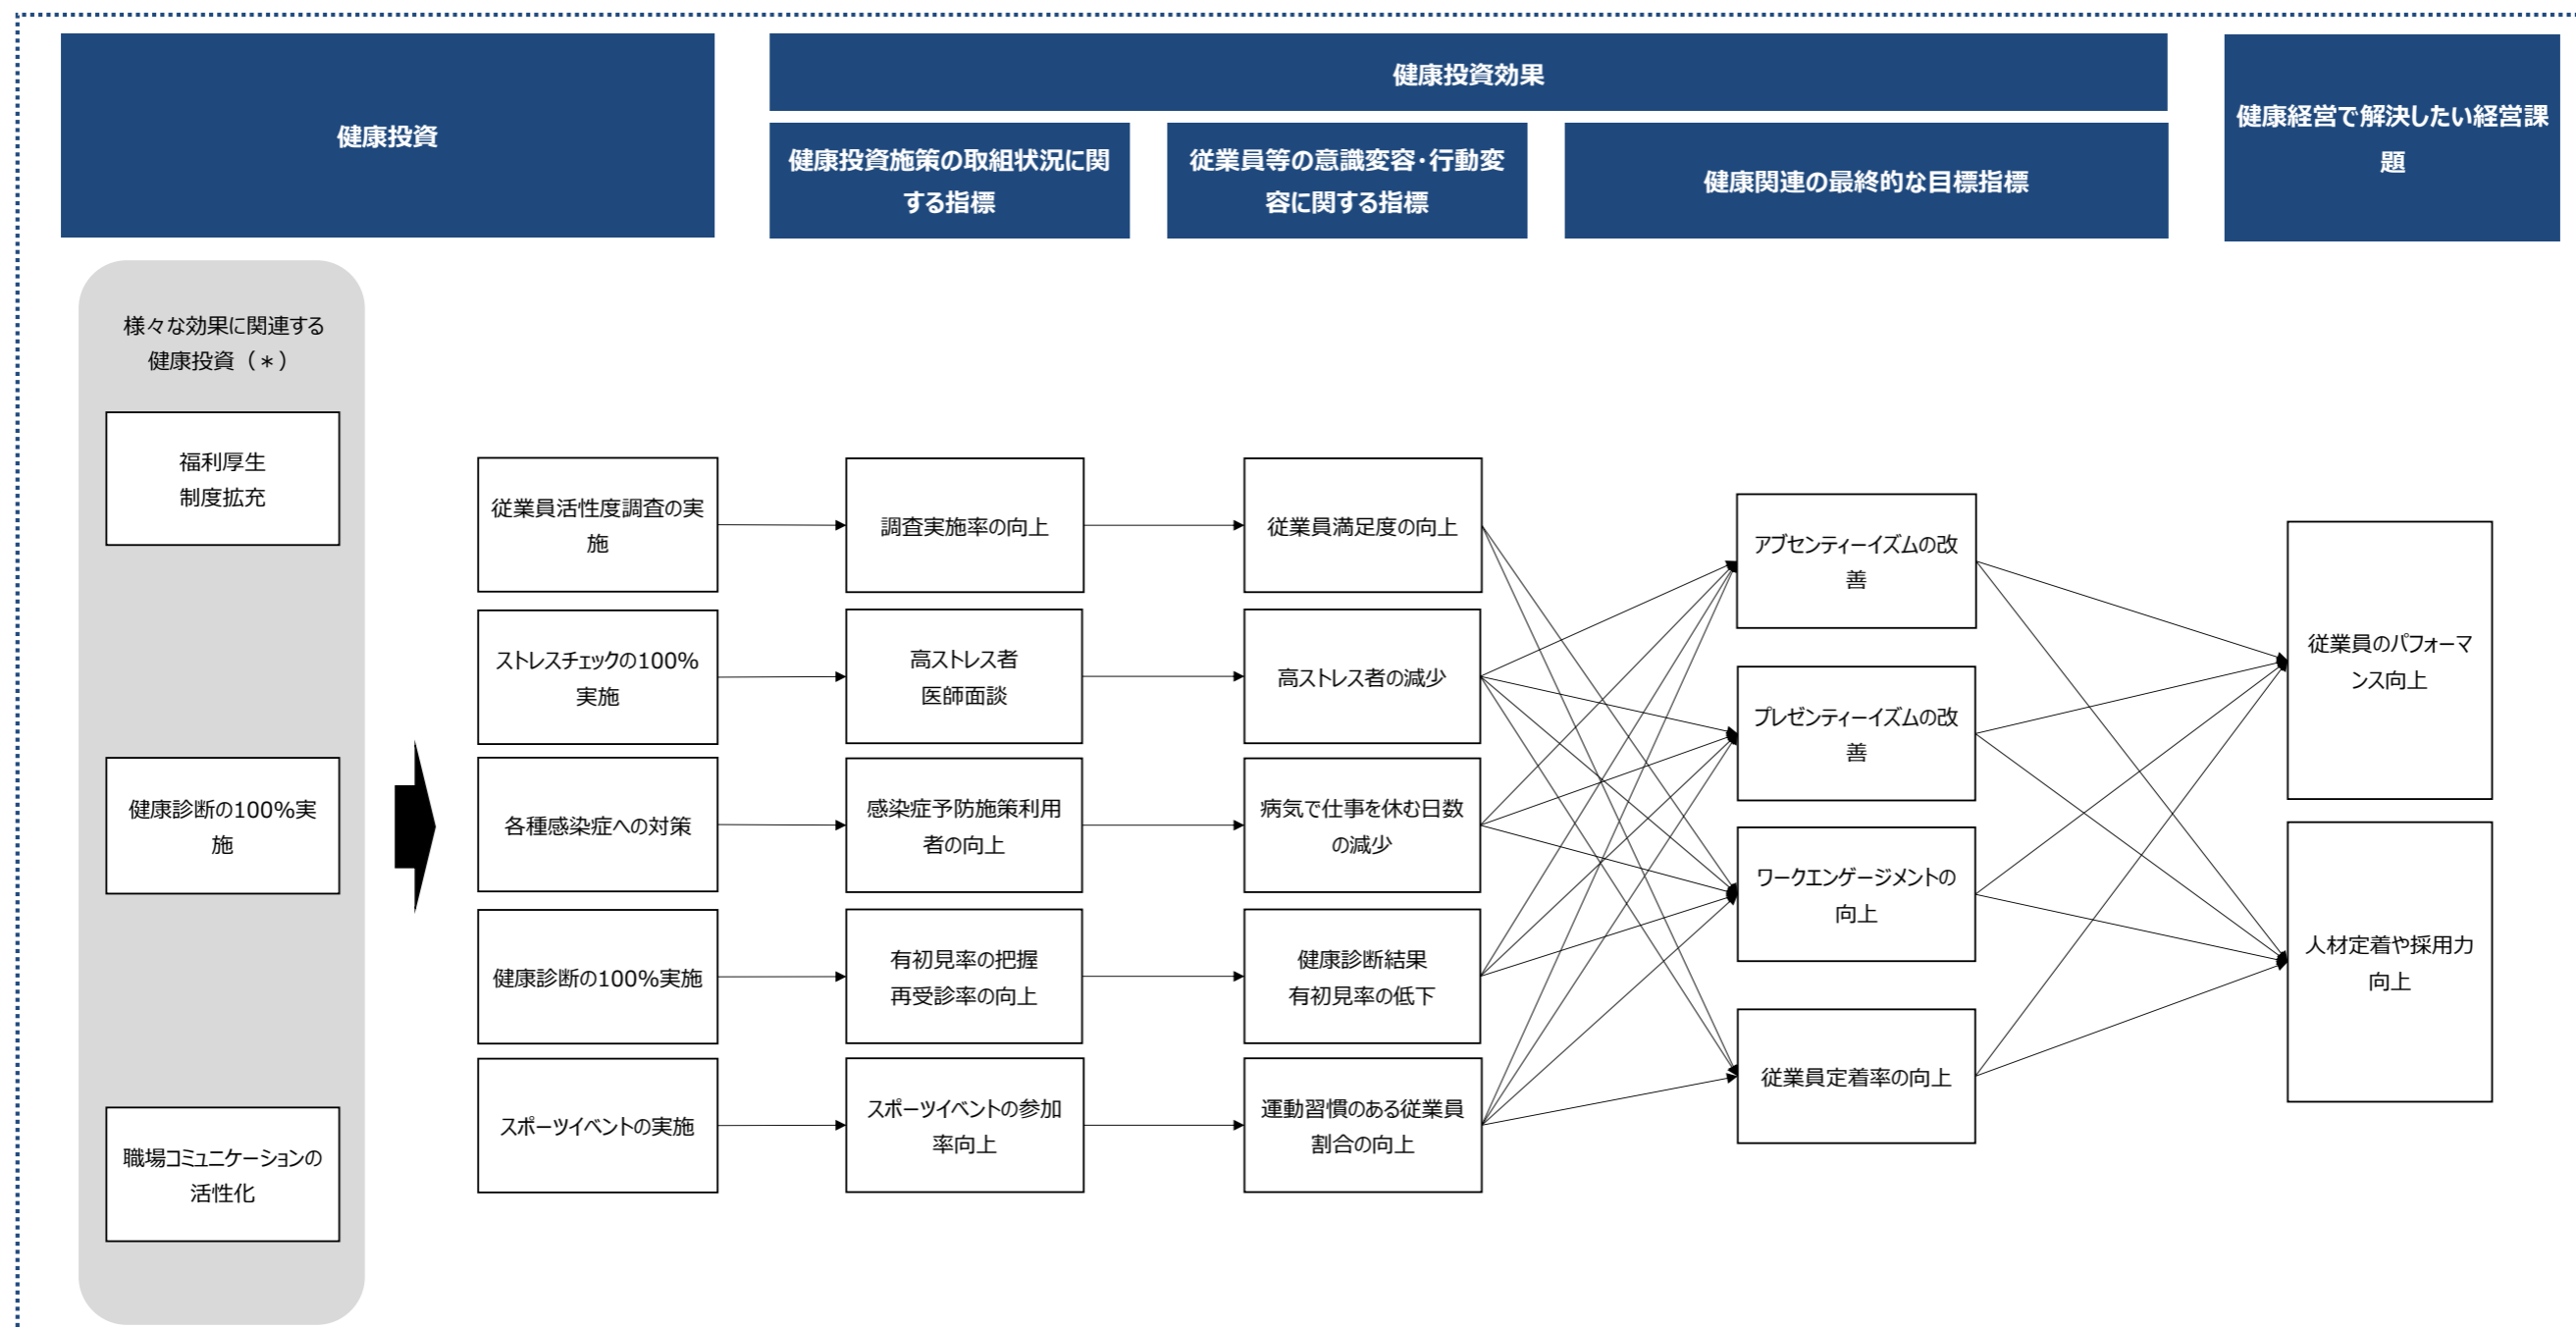 健康投資
健康投資効果
健康投資施策の取組状況に関
する指標
従業員等の意識変容・行動変
容に関する指標
健康関連の最終的な目標指標
健康経営で解決したい経営課
題
様々な効果に関連する
健康投資（＊）
福利厚生
制度拡充
健康診断の100%実
施
職場コミュニケーションの
活性化
従業員活性度調査の実
施
ストレスチェックの100%
実施
各種感染症への対策
健康診断の100%実施
スポーツイベントの実施
調査実施率の向上
高ストレス者
医師面談
感染症予防施策利用
者の向上
有初見率の把握
再受診率の向上
スポーツイベントの参加
率向上
従業員満足度の向上
高ストレス者の減少
病気で仕事を休む日数
の減少
健康診断結果
有初見率の低下
運動習慣のある従業員
割合の向上
アブセンティーイズムの改
善
プレゼンティーイズムの改
善
ワークエンゲージメントの
向上
従業員定着率の向上
従業員のパフォーマ
ンス向上
人材定着や採用力
向上